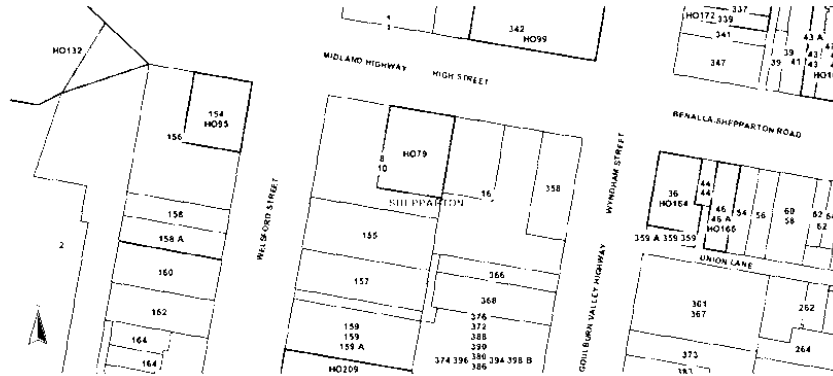 337
HO172 339
341
347
342
HO99
43 A
43
43
39
39
41
HO132
MIDLAND HIGHWAY
HIGH STREET
BENALLA-SHEPPARTON ROAD
154
HO95
156
HO79
8
10
16
358
SHEPPARTON
WELSFORD STREET
WYNDHAM STREET
GOULBURN VALLEY HIGHWAY
36
HO164
44
44
46
46 A
HO166
54
56
60
58
62
62
359 A 359 359
UNION LANE
158
158 A
160
162
164
164
2
155
157
159
159
159 A
HO209
366
368
376
372
388
390
380
386
374 396
394 398 B
361
367
373
383
262
264